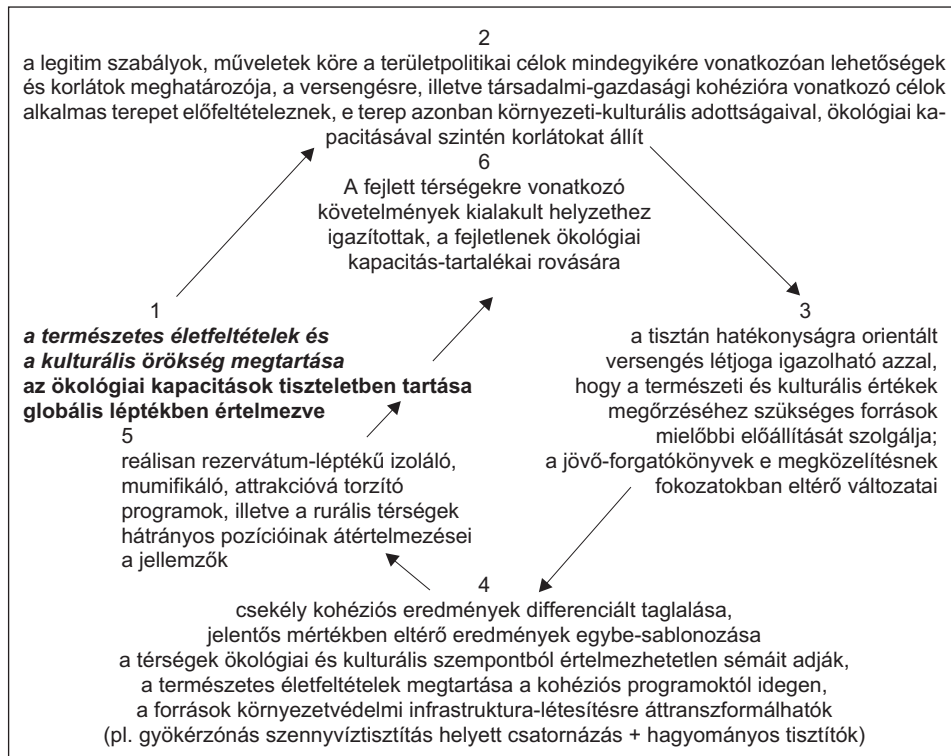 2
a legitim szabályok, műveletek köre a területpolitikai célok mindegyikére vonatkozóan lehetőségek
és korlátok meghatározója, a versengésre, illetve társadalmi-gazdasági kohézióra vonatkozó célok
alkalmas terepet előfeltételeznek, e terep azonban környezeti-kulturális adottságaival, ökológiai ka-
pacitásával szintén korlátokat állít
6
A fejlett térségekre vonatkozó
követelmények kialakult helyzethez
igazítottak, a fejletlenek ökológiai
kapacitás-tartalékai rovására
1
a természetes életfeltételek és
a kulturális örökség megtartása
az ökológiai kapacitások tiszteletben tartása
globális léptékben értelmezve
3
a tisztán hatékonyságra orientált
versengés létjoga igazolható azzal,
hogy a természeti és kulturális értékek
megőrzéséhez szükséges források
mielőbbi előállítását szolgálja;
a jövő-forgatókönyvek e megközelítésnek
fokozatokban eltérő változatai
5
reálisan rezervátum-léptékű izoláló,
mumifikáló, attrakcióvá torzító
programok, illetve a rurális térségek
hátrányos pozícióinak átértelmezései
a jellemzők
4
csekély kohéziós eredmények differenciált taglalása,
jelentős mértékben eltérő eredmények egybe-sablonozása
a térségek ökológiai és kulturális szempontból értelmezhetetlen sémáit adják,
a természetes életfeltételek megtartása a kohéziós programoktól idegen,
a források környezetvédelmi infrastruktura-létesítésre áttranszformálhatók
(pl. gyökérzónás szennyvíztisztítás helyett csatornázás + hagyományos tisztítók)